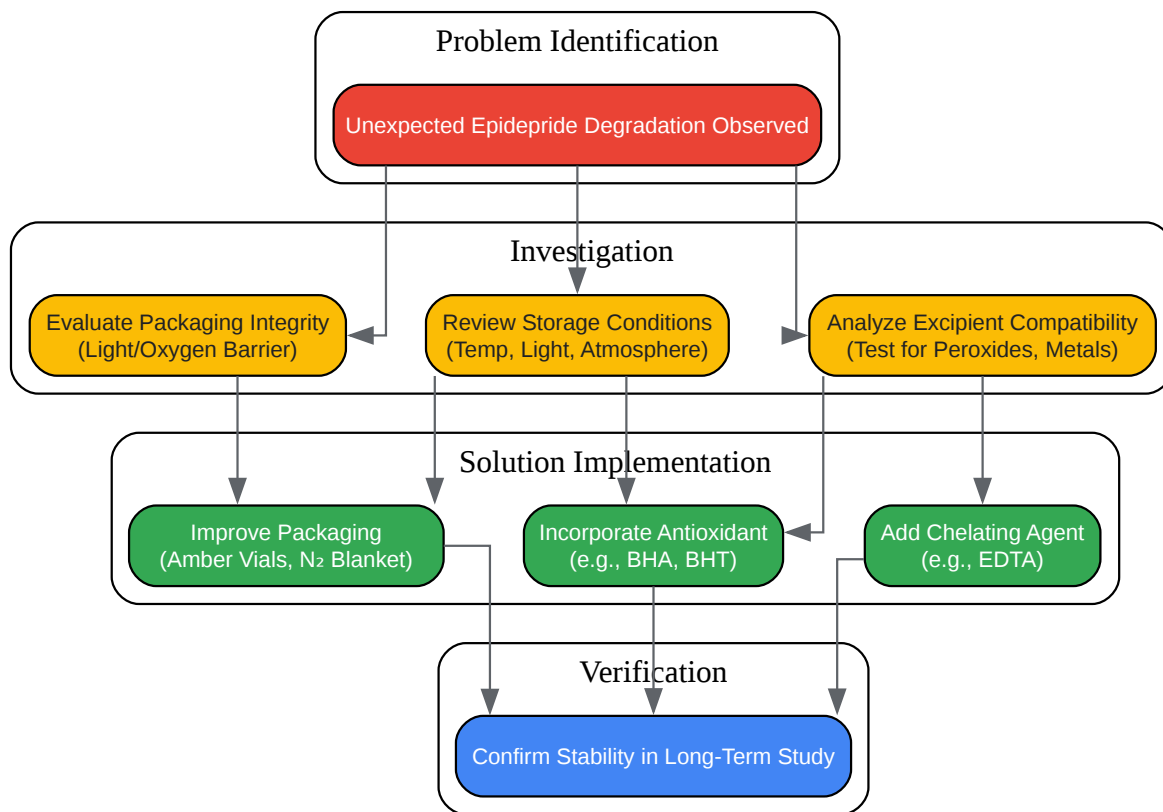 Problem Identification
Unexpected Epidepride Degradation Observed
Investigation
Evaluate Packaging Integrity
(Light/Oxygen Barrier)
Review Storage Conditions
(Temp, Light, Atmosphere)
Analyze Excipient Compatibility
(Test for Peroxides, Metals)
Solution Implementation
Improve Packaging
(Amber Vials, N₂ Blanket)
Incorporate Antioxidant
(e.g., BHA, BHT)
Add Chelating Agent
(e.g., EDTA)
Verification
Confirm Stability in Long-Term Study